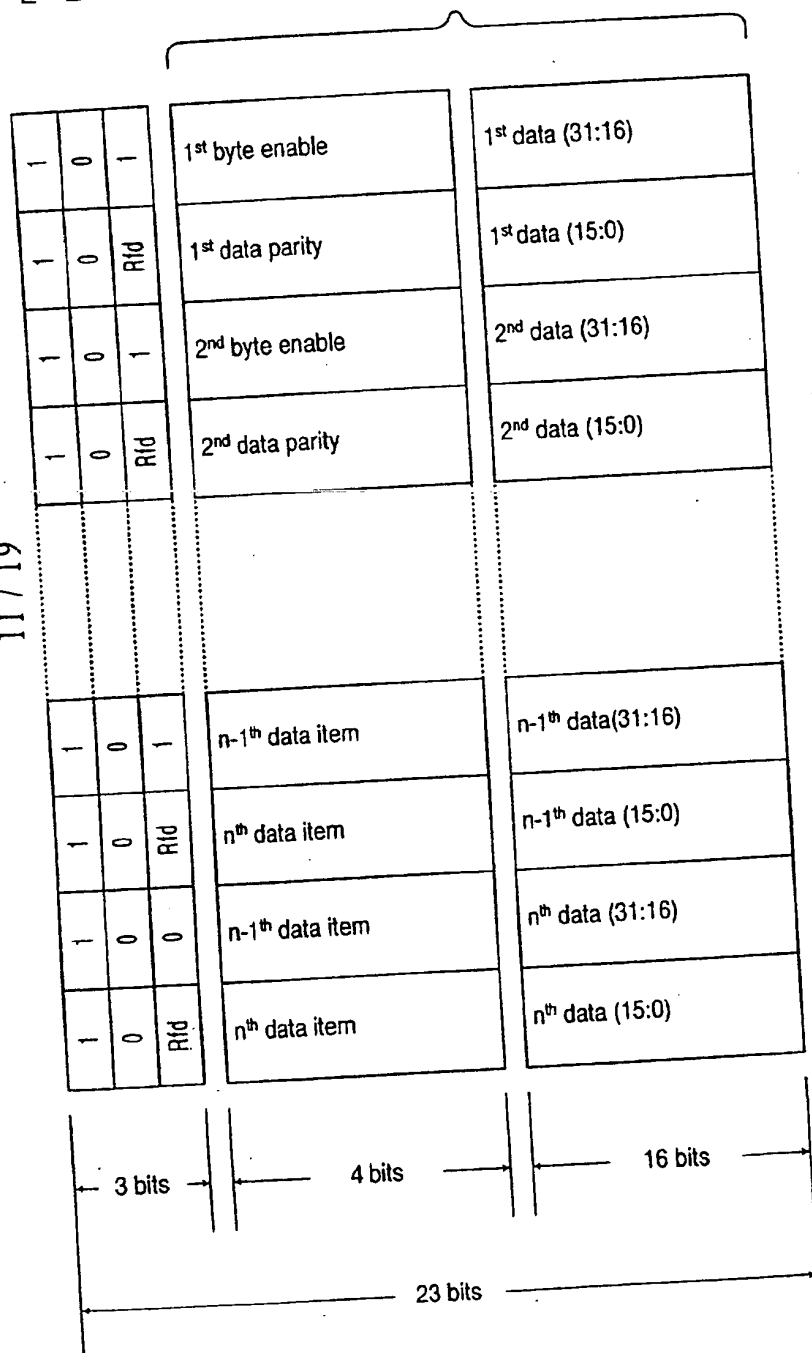 1 0 1 1st byte enable 1st data (31:16)
1 0 Rfd 1st data parity 1st data (15:0)
1 0 1 2nd byte enable 2nd data (31:16)
1 0 Rfd 2nd data parity 2nd data (15:0)
11 / 19
1 0 1 n-1th data item n-1th data(31:16)
1 0 Rfd nth data item n-1th data (15:0)
1 0 0 n-1th data item nth data (31:16)
1 0 Rfd nth data item nth data (15:0)
3 bits 4 bits 16 bits
23 bits